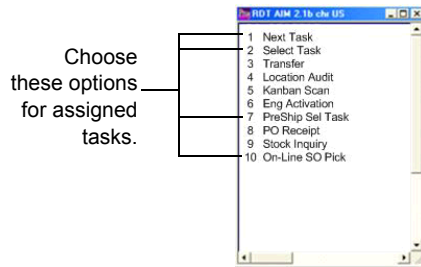 RDT AIM 2.1b chr US
Choose
these options
for assigned
tasks.
1 Next Task
2 Select Task
3 Transfer
4 Location Audit
5 Kanban Scan
6 Eng Activation
7 PreShip Sel Task
8 PO Receipt
9 Stock Inquiry
10 On-Line SO Pick